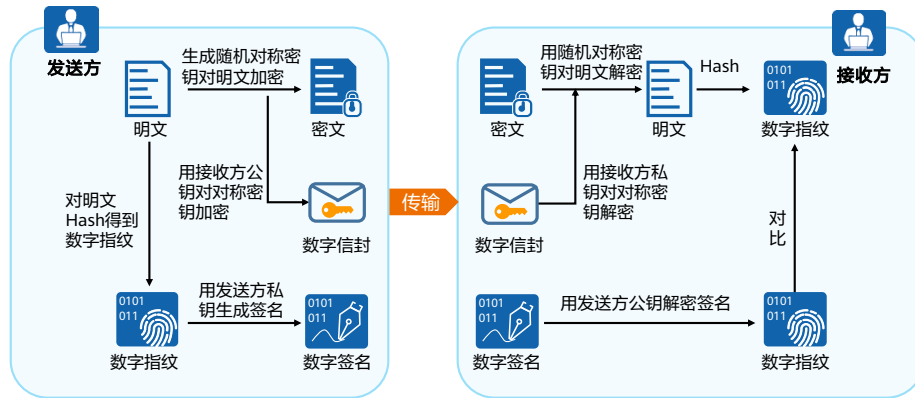 发送方
生成随机对称密
钥对明文加密
明文
密文
用接收方公
钥对对称密
钥加密
对明文
Hash得到
数字指纹
数字信封
0101
011
数字指纹
用发送方私
钥生成签名
0101
011
数字签名
传输
接收方
用随机对称密
钥对明文解密
Hash
密文
明文
0101
011
数字指纹
用接收方私
钥对对称密
钥解密
数字信封
对
比
0101
011
数字签名
用发送方公钥解密签名
0101
011
数字指纹